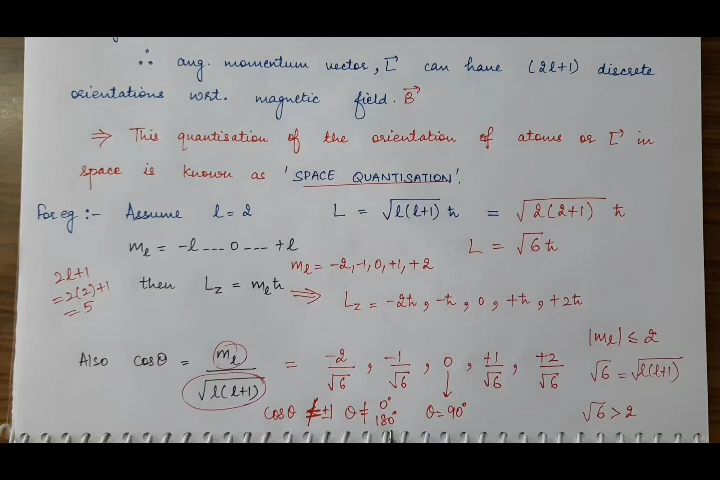 ∴ ang. momentum vector, L⃗ can have (2l+1) discrete
orientations wrt. magnetic field. B⃗
⇒ This quantisation of the orientation of atoms or L⃗ in
space is known as 'SPACE QUANTISATION'.
For eg :- Assume l = 2 L = √l(l+1) ħ = √2(2+1) ħ
mₗ = -l --- 0 --- +l L = √6 ħ
2l+1
= 2(2)+1
= 5
mₗ = -2, -1, 0, +1, +2
then L_z = mₗħ ⇒ L_z = -2ħ, -ħ, 0, +ħ, +2ħ
Also cosθ = mₗ/√l(l+1) = -2/√6, -1/√6, 0, +1/√6, +2/√6
↓
cosθ ≠ ±1 θ ≠ 0° 180° θ = 90°
|mₗ| ≤ 2
√6 = √l(l+1)
√6 > 2